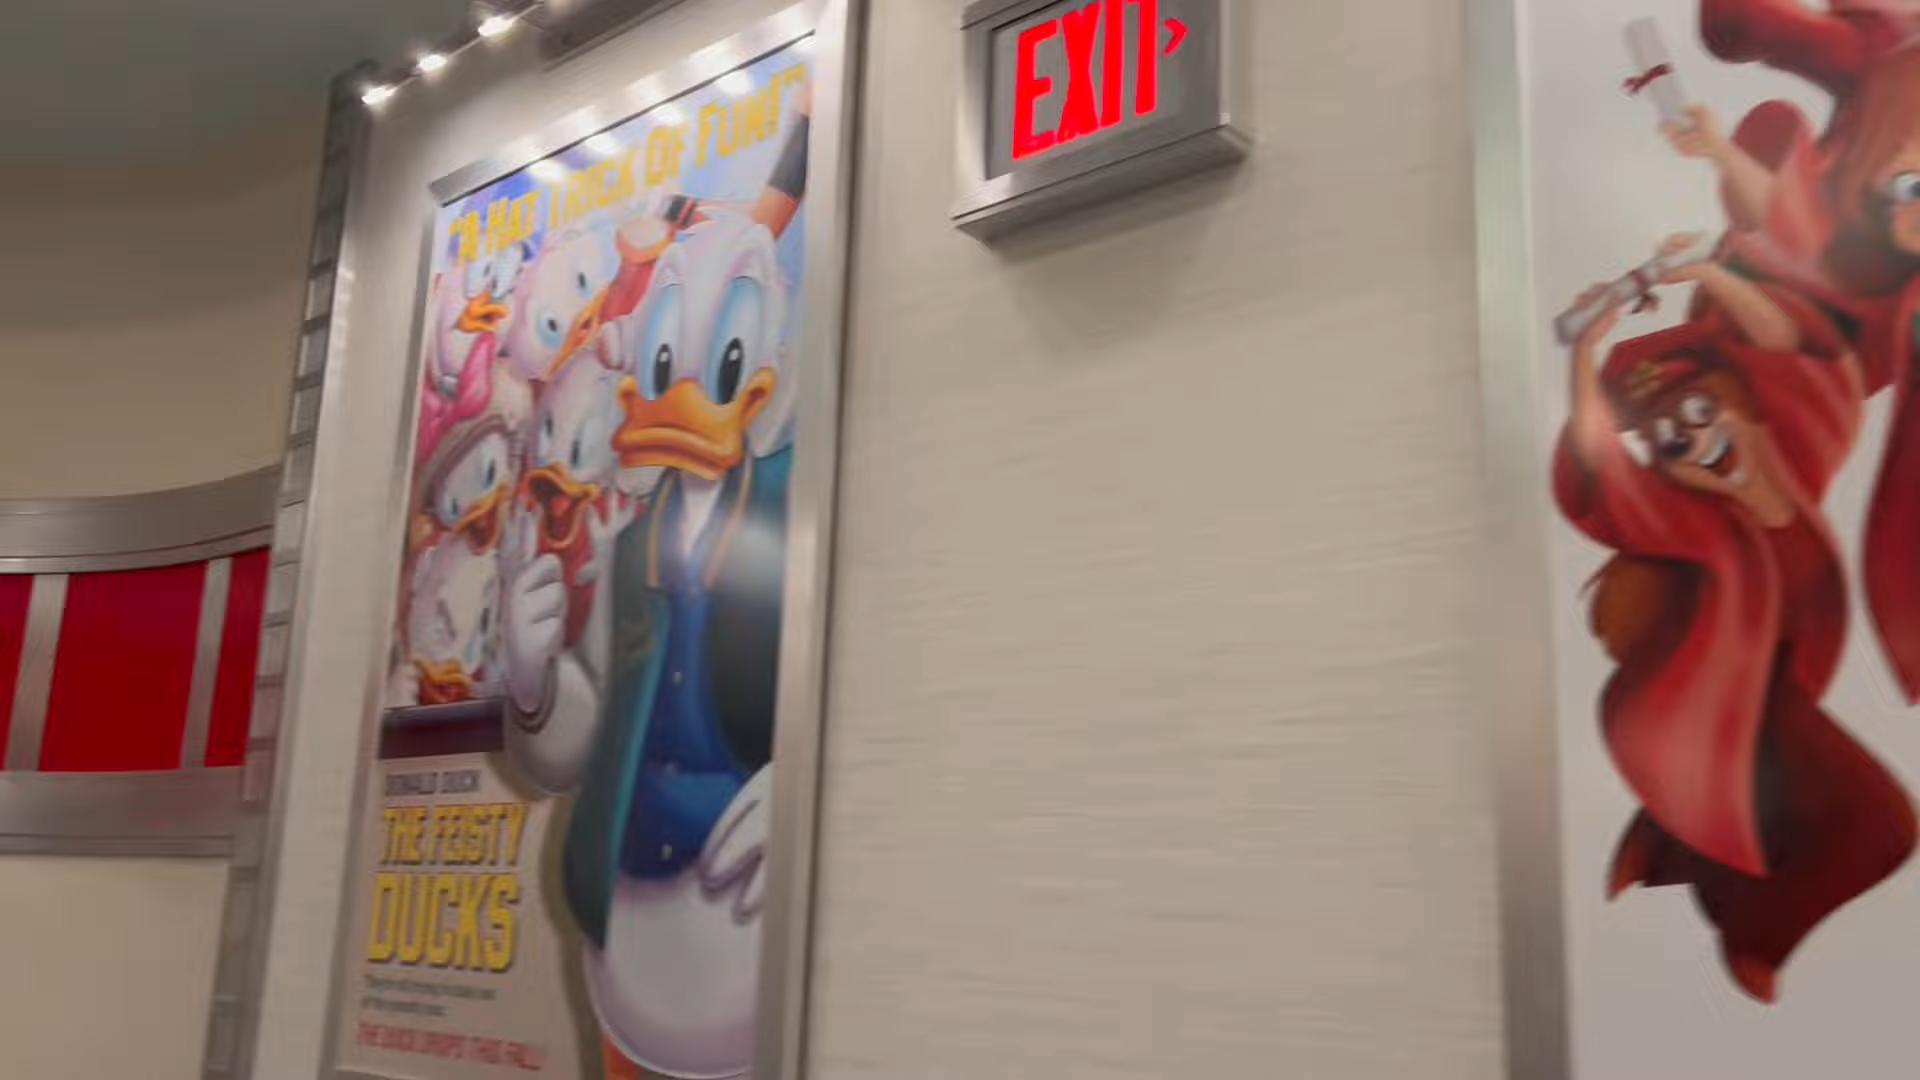 "A HAT TRICK OF FUN!"
EXIT>
DONALD DUCK
THE FEISTY
DUCKS
THE DUCK DROPS THIS FALL!